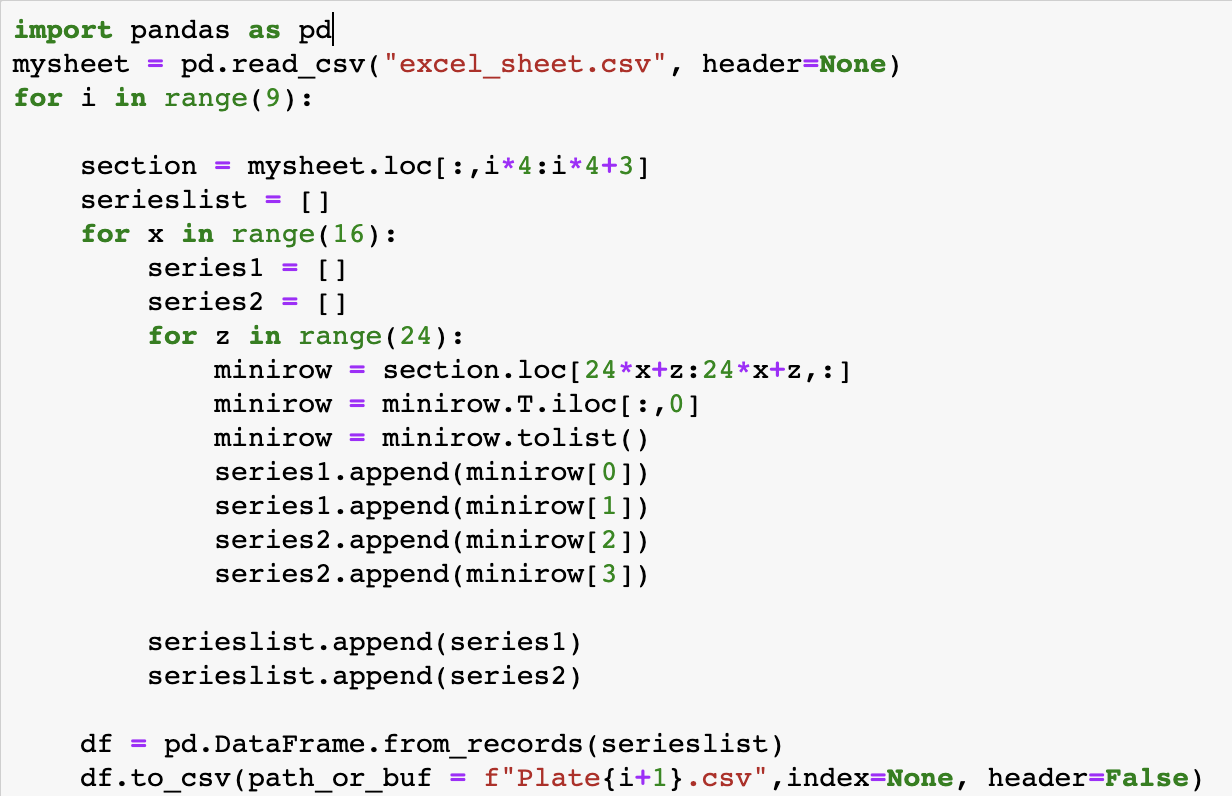 import pandas as pd
mysheet = pd.read_csv("excel_sheet.csv", header=None)
for i in range(9):
    section = mysheet.loc[:,i*4:i*4+3]
    serieslist = []
    for x in range(16):
        series1 = []
        series2 = []
        for z in range(24):
            minirow = section.loc[24*x+z:24*x+z,:]
            minirow = minirow.T.iloc[:,0]
            minirow = minirow.tolist()
            series1.append(minirow[0])
            series1.append(minirow[1])
            series2.append(minirow[2])
            series2.append(minirow[3])
        serieslist.append(series1)
        serieslist.append(series2)
    df = pd.DataFrame.from_records(serieslist)
    df.to_csv(path_or_buf = f"Plate{i+1}.csv",index=None, header=False)